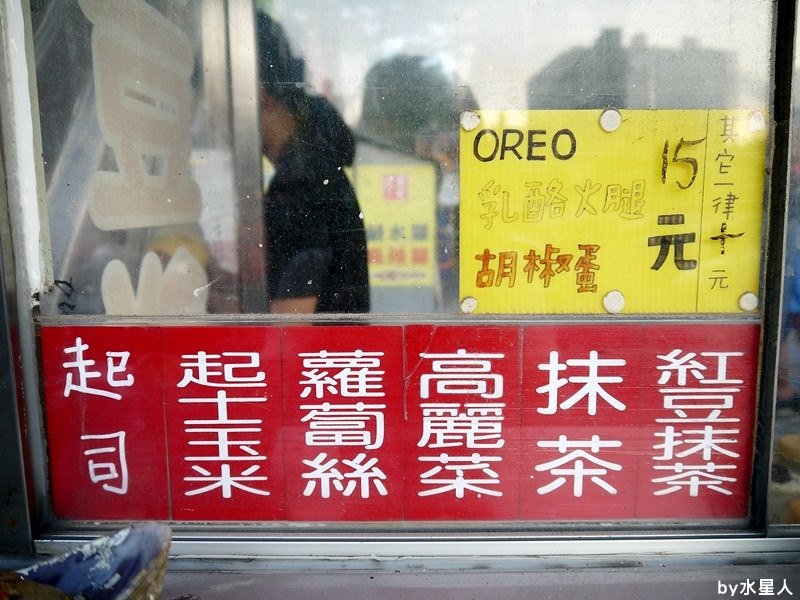 OREO
乳酪火腿
胡椒蛋
15元
其它一律十元
紅豆抹茶
抹茶
高麗菜
蘿蔔絲
起士玉米
起司
by水星人